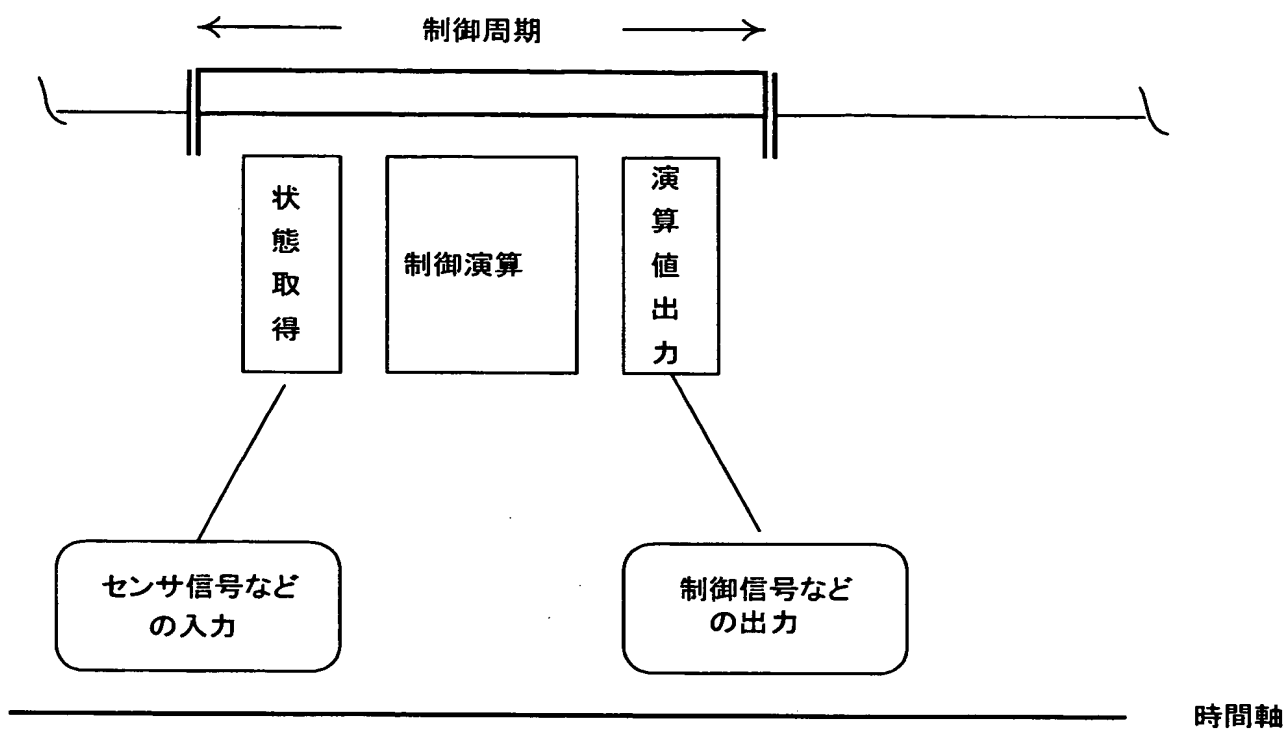 制御周期
状態取得
制御演算
演算値出力
センサ信号など
の入力
制御信号など
の出力
時間軸